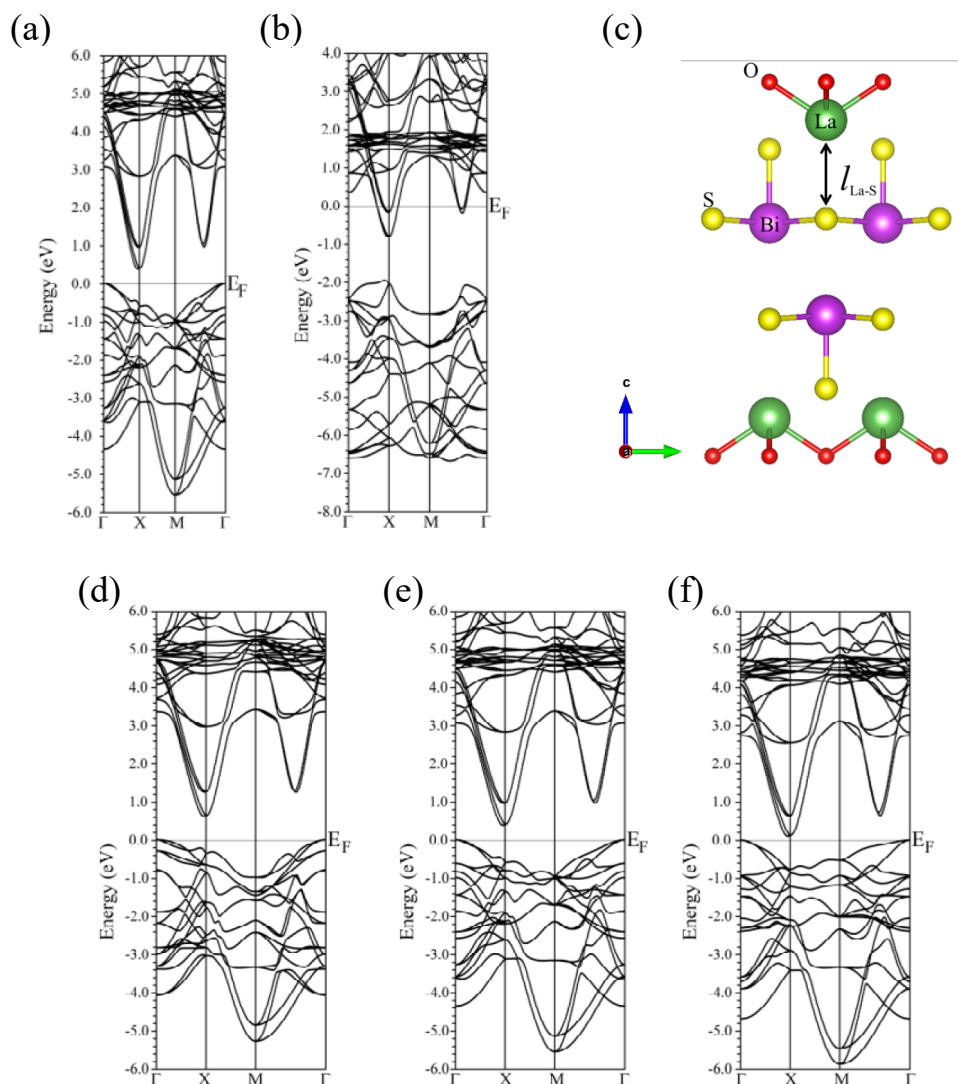 (a)
6.0
5.0
4.0
3.0
2.0
1.0
0.0
-1.0
-2.0
-3.0
-4.0
-5.0
-6.0
Energy (eV)
E_F
Γ X M Γ
(b)
4.0
3.0
2.0
1.0
0.0
-1.0
-2.0
-3.0
-4.0
-5.0
-6.0
-7.0
-8.0
Energy (eV)
E_F
Γ X M Γ
(c)
O
La
l_La-S
S
Bi
c
a
(d)
6.0
5.0
4.0
3.0
2.0
1.0
0.0
-1.0
-2.0
-3.0
-4.0
-5.0
-6.0
Energy (eV)
E_F
Γ X M Γ
(e)
6.0
5.0
4.0
3.0
2.0
1.0
0.0
-1.0
-2.0
-3.0
-4.0
-5.0
-6.0
Energy (eV)
E_F
Γ X M Γ
(f)
6.0
5.0
4.0
3.0
2.0
1.0
0.0
-1.0
-2.0
-3.0
-4.0
-5.0
-6.0
Energy (eV)
E_F
Γ X M Γ